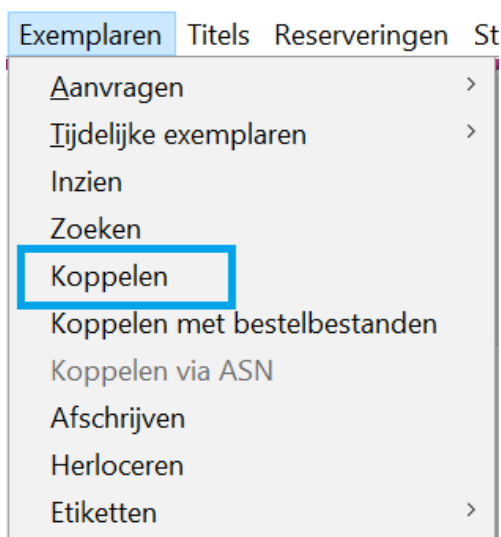 Exemplaren Titels Reserveringen St
Aanvragen
Tijdelijke exemplaren
Inzien
Zoeken
Koppelen
Koppelen met bestelbestanden
Koppelen via ASN
Afschrijven
Herloceren
Etiketten